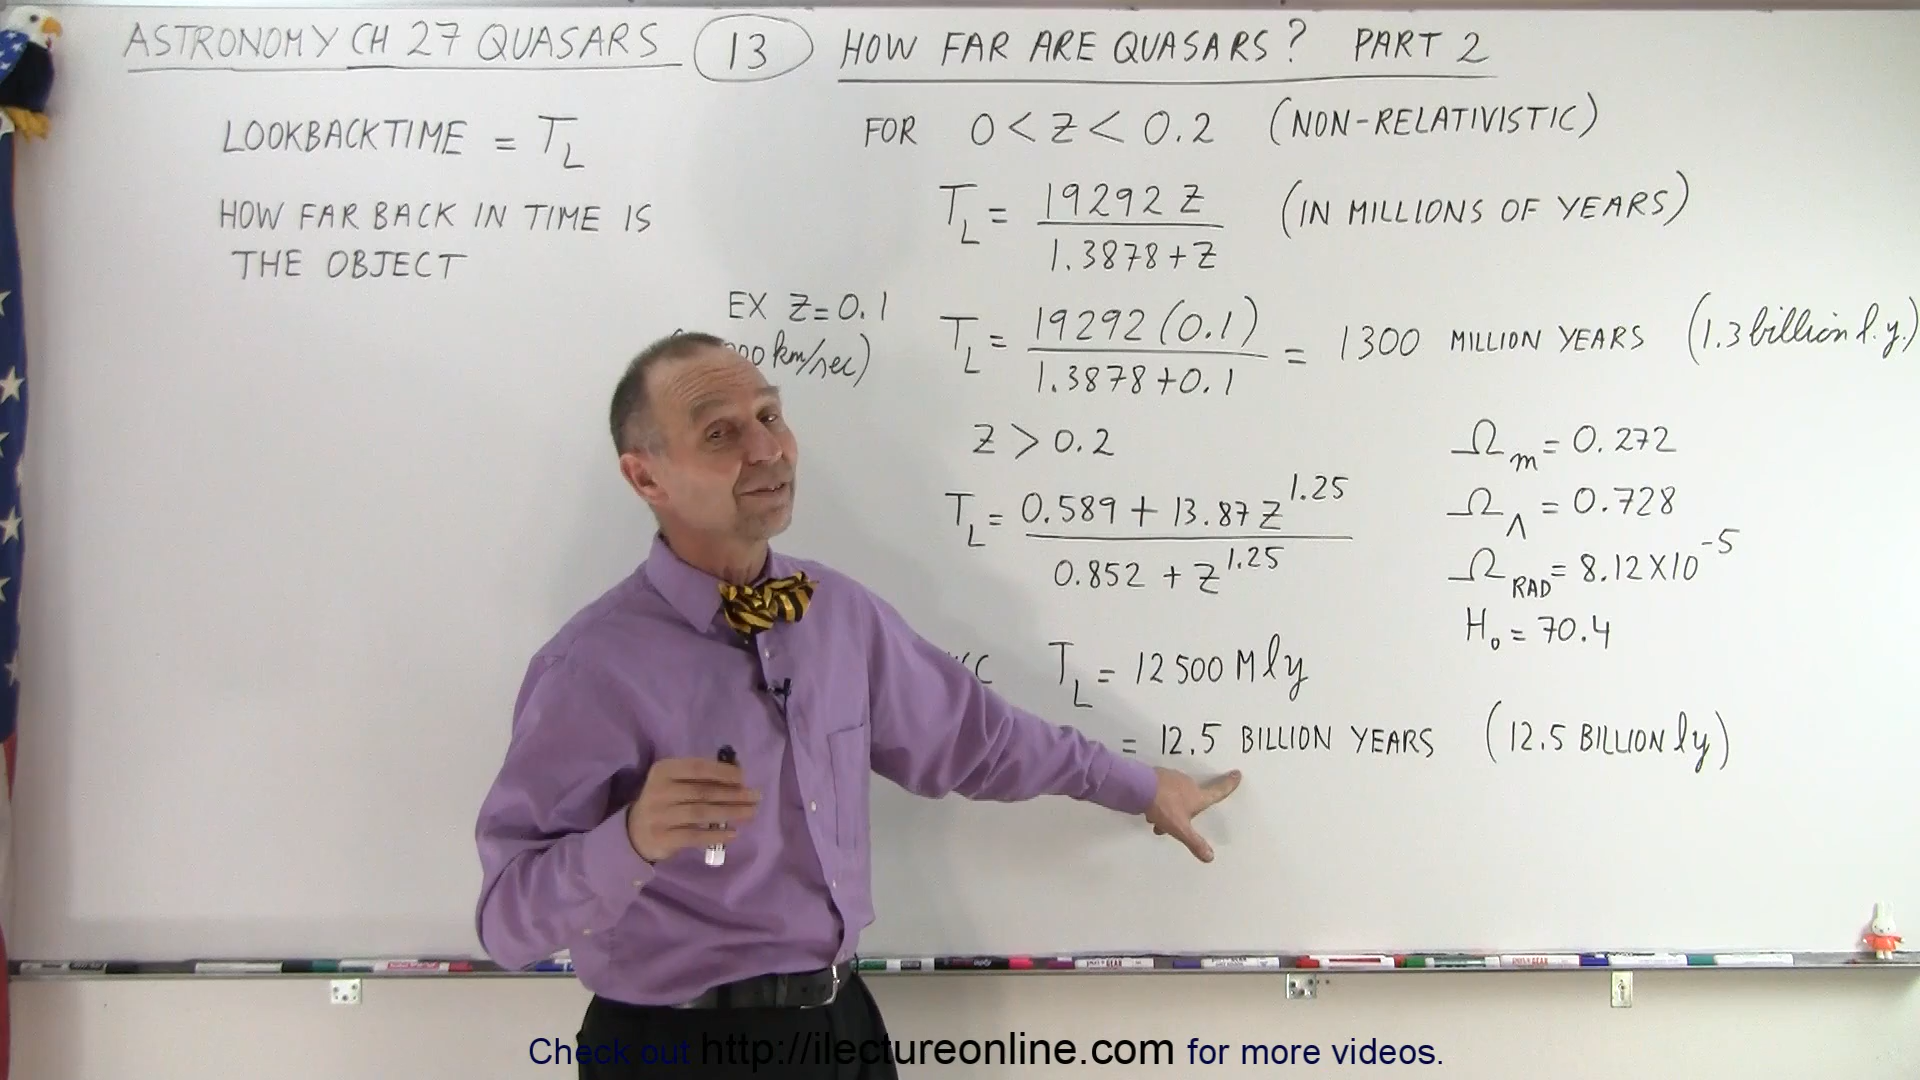 ASTRONOMY CH 27 QUASARS 13 HOW FAR ARE QUASARS? PART 2
LOOKBACKTIME = T_L
HOW FAR BACK IN TIME IS
THE OBJECT
FOR 0 < Z < 0.2 (NON-RELATIVISTIC)
T_L = 19292 Z / 1.3878 + Z (IN MILLIONS OF YEARS)
EX Z = 0.1
km/sec)
T_L = 19292 (0.1) / 1.3878 + 0.1 = 1300 MILLION YEARS (1.3 billion l.y.)
Z > 0.2
T_L = 0.589 + 13.87 Z^1.25 / 0.852 + Z^1.25
Ω_m = 0.272
Ω_Λ = 0.728
Ω_RAD = 8.12 X 10^-5
H_0 = 70.4
T_L = 12500 M ly
= 12.5 BILLION YEARS (12.5 BILLION ly)
Check out http://ilectureonline.com for more videos.